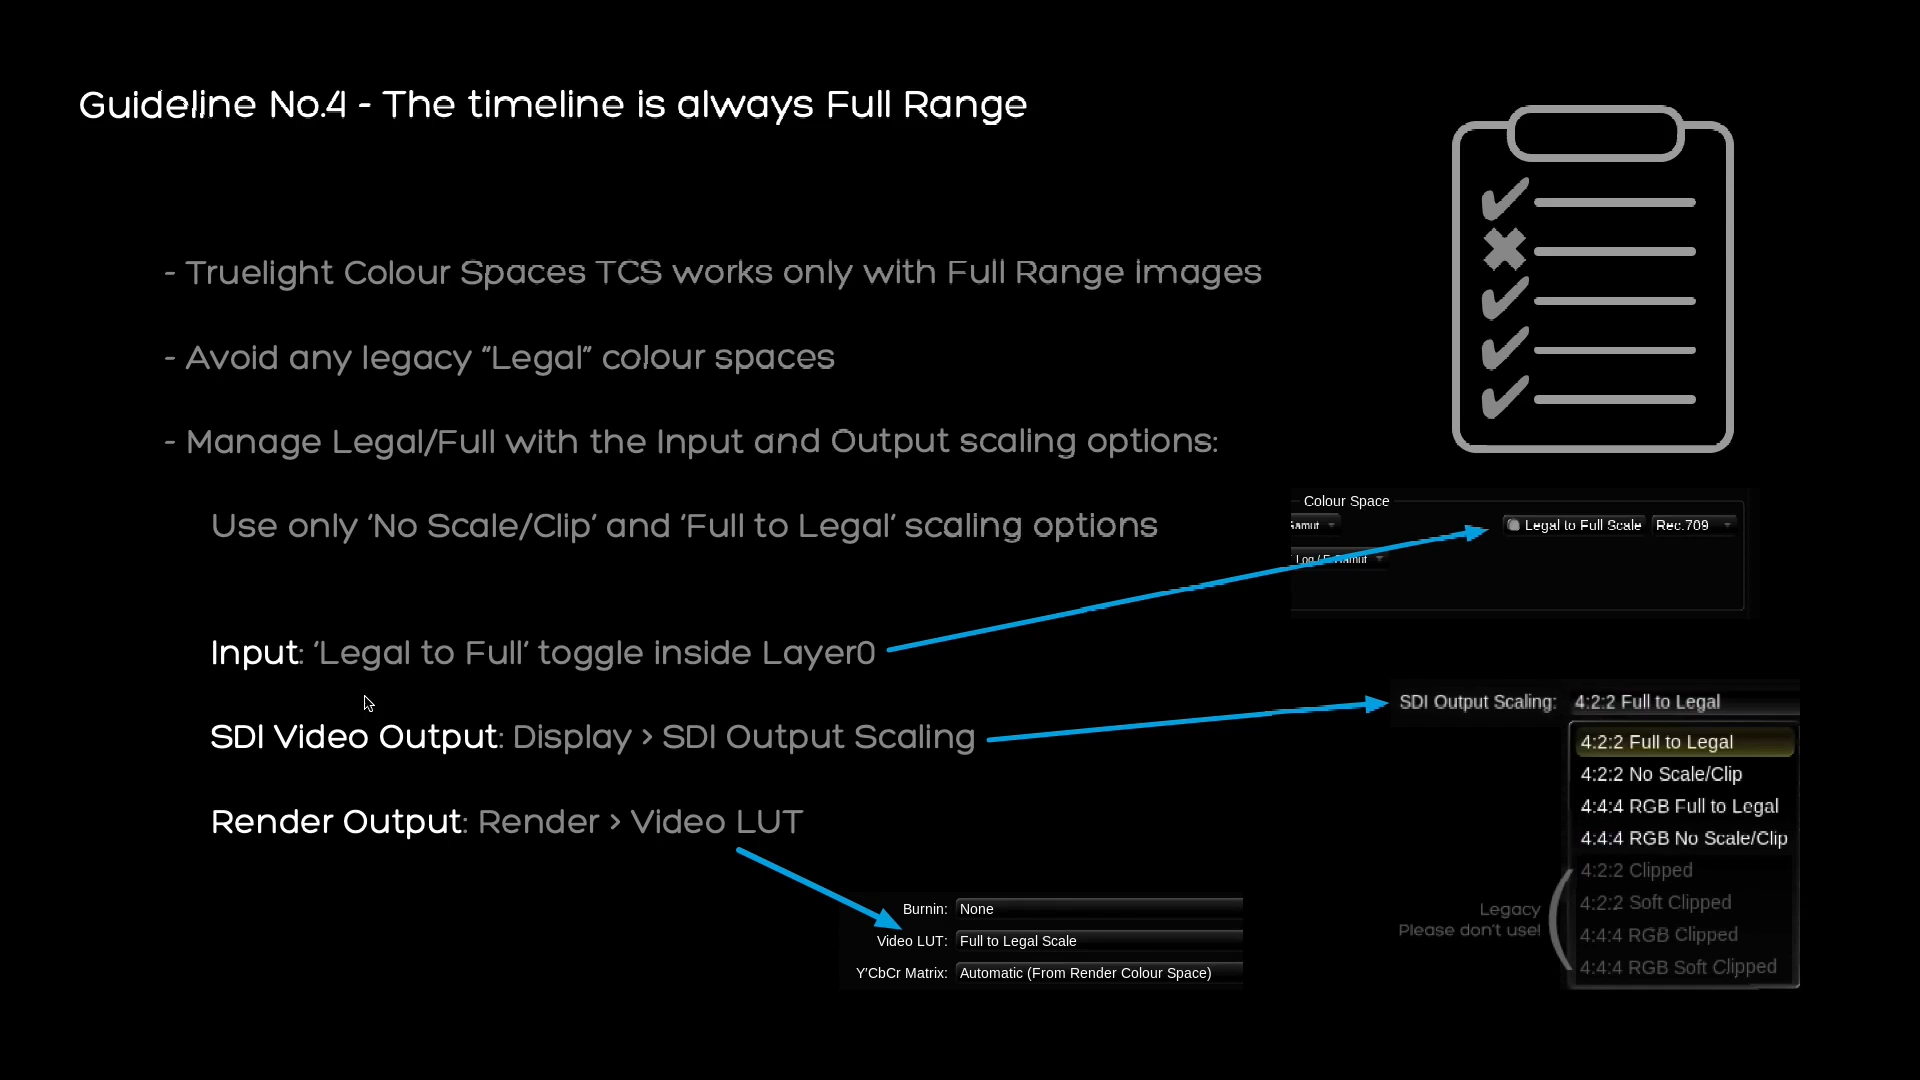 Guideline No.4 - The timeline is always Full Range
- Truelight Colour Spaces TCS works only with Full Range images
- Avoid any legacy “Legal” colour spaces
- Manage Legal/Full with the Input and Output scaling options:
Use only ‘No Scale/Clip’ and ‘Full to Legal’ scaling options
Colour Space
Gamut
Legal to Full Scale Rec.709
Log / E-Gamut
Input: ‘Legal to Full’ toggle inside Layer0
SDI Video Output: Display > SDI Output Scaling
SDI Output Scaling: 4:2:2 Full to Legal
4:2:2 Full to Legal
4:2:2 No Scale/Clip
4:4:4 RGB Full to Legal
4:4:4 RGB No Scale/Clip
4:2:2 Clipped
4:2:2 Soft Clipped
4:4:4 RGB Clipped
4:4:4 RGB Soft Clipped
Legacy
Please don't use!
Render Output: Render > Video LUT
Burnin: None
Video LUT: Full to Legal Scale
Y'CbCr Matrix: Automatic (From Render Colour Space)